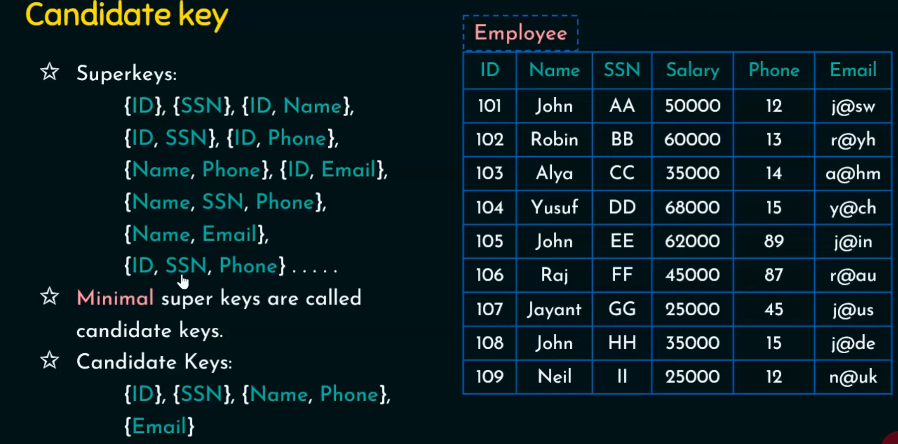 Candidate key
☆ Superkeys:
{ID}, {SSN}, {ID, Name},
{ID, SSN}, {ID, Phone},
{Name, Phone}, {ID, Email},
{Name, SSN, Phone},
{Name, Email},
{ID, SSN, Phone} . . . . .
☆ Minimal super keys are called
candidate keys.
☆ Candidate Keys:
{ID}, {SSN}, {Name, Phone},
{Email}
Employee
ID Name SSN Salary Phone Email
101 John AA 50000 12 j@sw
102 Robin BB 60000 13 r@yh
103 Alya CC 35000 14 a@hm
104 Yusuf DD 68000 15 y@ch
105 John EE 62000 89 j@in
106 Raj FF 45000 87 r@au
107 Jayant GG 25000 45 j@us
108 John HH 35000 15 j@de
109 Neil II 25000 12 n@uk